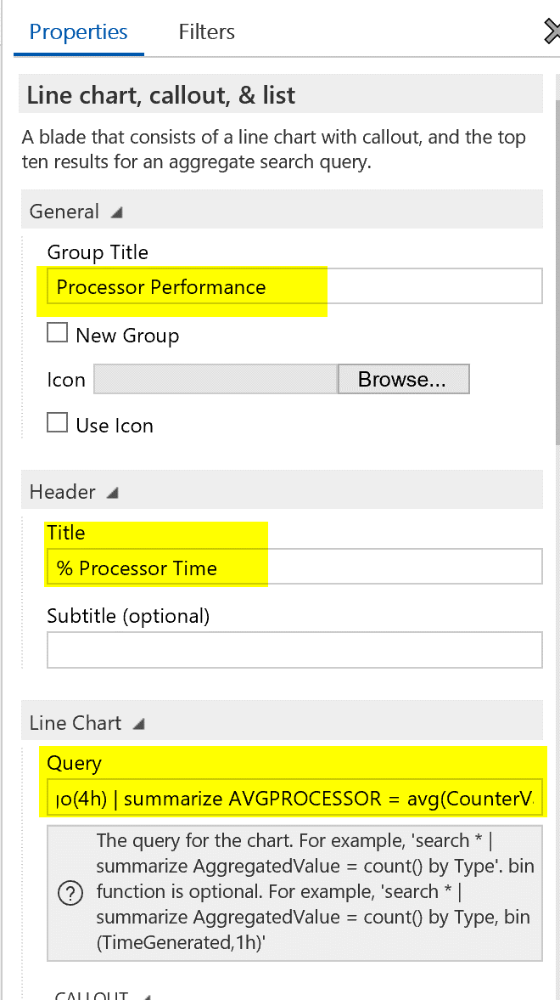 Properties Filters
Line chart, callout, & list
A blade that consists of a line chart with callout, and the top
ten results for an aggregate search query.
General
Group Title
Processor Performance
New Group
Icon Browse...
Use Icon
Header
Title
% Processor Time
Subtitle (optional)
Line Chart
Query
go(4h) | summarize AVGPROCESSOR = avg(CounterVa
The query for the chart. For example, 'search * |
summarize AggregatedValue = count() by Type'. bin
function is optional. For example, 'search * |
summarize AggregatedValue = count() by Type, bin
(TimeGenerated,1h)'
CALLOUT